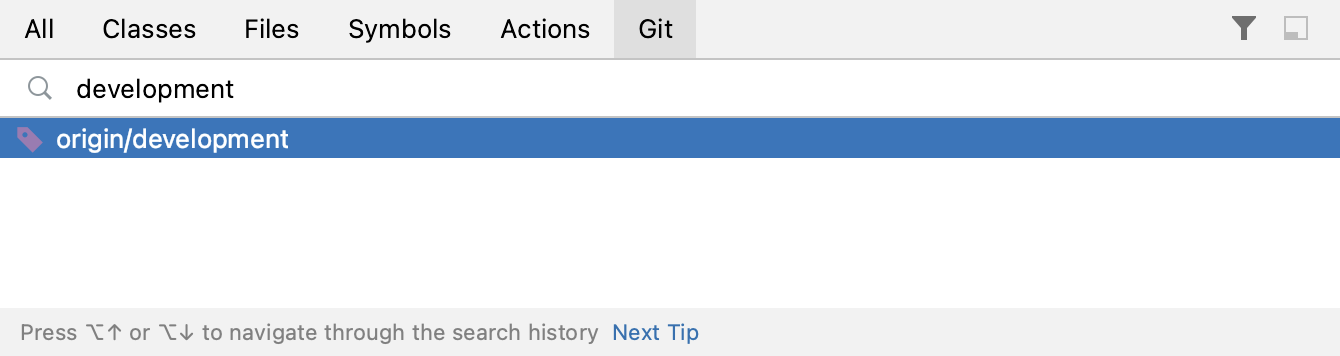 All Classes Files Symbols Actions Git
development
origin/development
Press ⌥↑ or ⌥↓ to navigate through the search history Next Tip